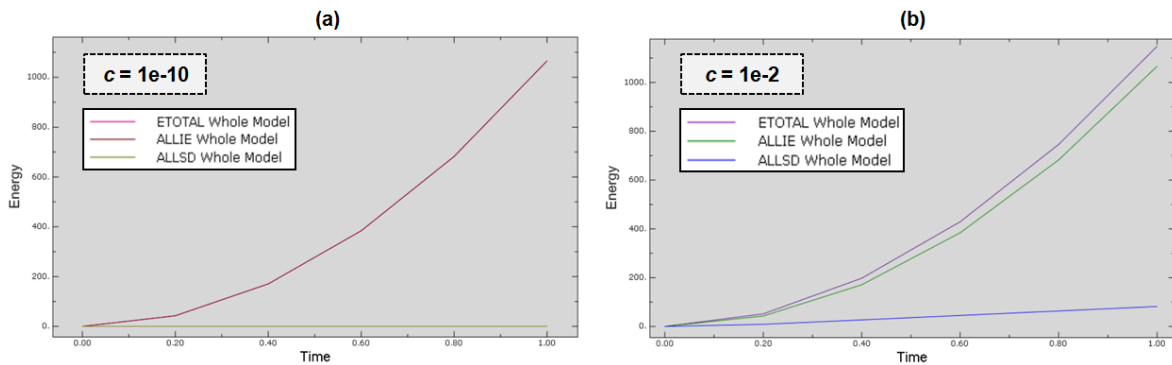 (a)
c = 1e-10
ETOTAL Whole Model
ALLIE Whole Model
ALLSD Whole Model
Energy
1000.
800.
600.
400.
200.
0.
0.00 0.20 0.40 0.60 0.80 1.00
Time
(b)
c = 1e-2
ETOTAL Whole Model
ALLIE Whole Model
ALLSD Whole Model
Energy
1000.
800.
600.
400.
200.
0.
0.00 0.20 0.40 0.60 0.80 1.00
Time